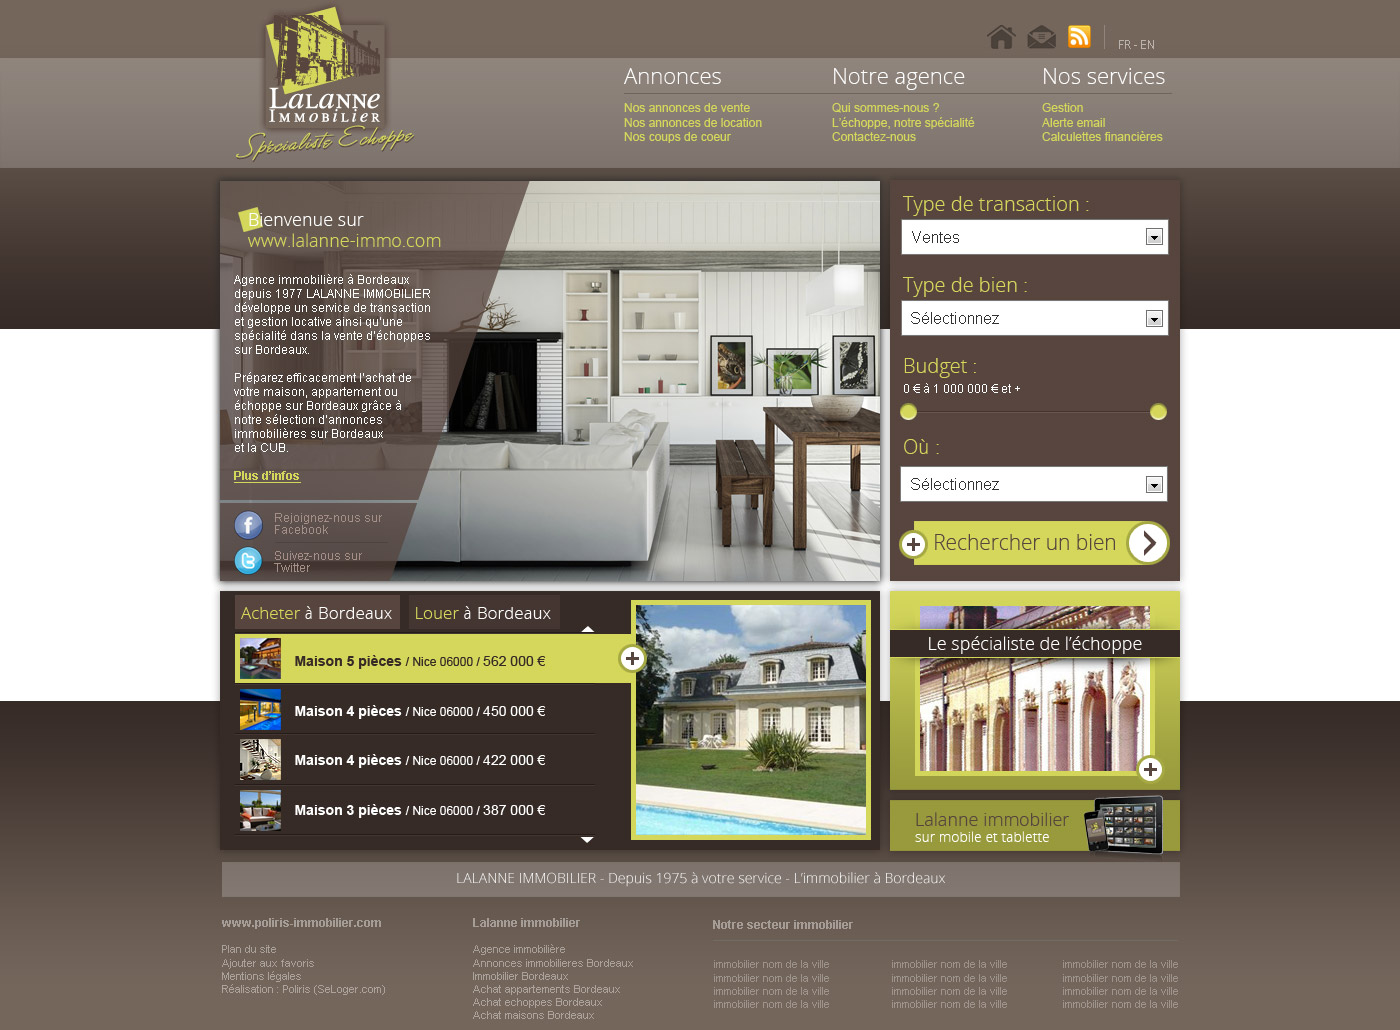 LaLanne
Immobilier
Spécialiste Echoppe
FR - EN
Annonces
Nos annonces de vente
Nos annonces de location
Nos coups de coeur
Notre agence
Qui sommes-nous ?
L'échoppe, notre spécialité
Contactez-nous
Nos services
Gestion
Alerte email
Calculettes financières
Bienvenue sur
www.lalanne-immo.com
Agence immobilière à Bordeaux
depuis 1977 LALANNE IMMOBILIER
développe un service de transaction
et gestion locative ainsi qu'une
spécialité dans la vente d'échoppes
sur Bordeaux.
Préparez efficacement l'achat de
votre maison, appartement ou
échoppe sur Bordeaux grâce à
notre sélection d'annonces
immobilières sur Bordeaux
et la CUB.
Plus d'infos
Rejoignez-nous sur
Facebook
Suivez-nous sur
Twitter
Type de transaction :
Ventes
Type de bien :
Sélectionnez
Budget :
0 € à 1 000 000 € et +
Où :
Sélectionnez
Rechercher un bien
Acheter à Bordeaux
Louer à Bordeaux
Maison 5 pièces / Nice 06000 / 562 000 €
Maison 4 pièces / Nice 06000 / 450 000 €
Maison 4 pièces / Nice 06000 / 422 000 €
Maison 3 pièces / Nice 06000 / 387 000 €
Le spécialiste de l'échoppe
Lalanne immobilier
sur mobile et tablette
LALANNE IMMOBILIER - Depuis 1975 à votre service - L'immobilier à Bordeaux
www.poliris-immobilier.com
Plan du site
Ajouter aux favoris
Mentions légales
Réalisation : Poliris (SeLoger.com)
Lalanne immobilier
Agence immobilière
Annonces immobilieres Bordeaux
Immobilier Bordeaux
Achat appartements Bordeaux
Achat echoppes Bordeaux
Achat maisons Bordeaux
Notre secteur immobilier
immobilier nom de la ville
immobilier nom de la ville
immobilier nom de la ville
immobilier nom de la ville
immobilier nom de la ville
immobilier nom de la ville
immobilier nom de la ville
immobilier nom de la ville
immobilier nom de la ville
immobilier nom de la ville
immobilier nom de la ville
immobilier nom de la ville